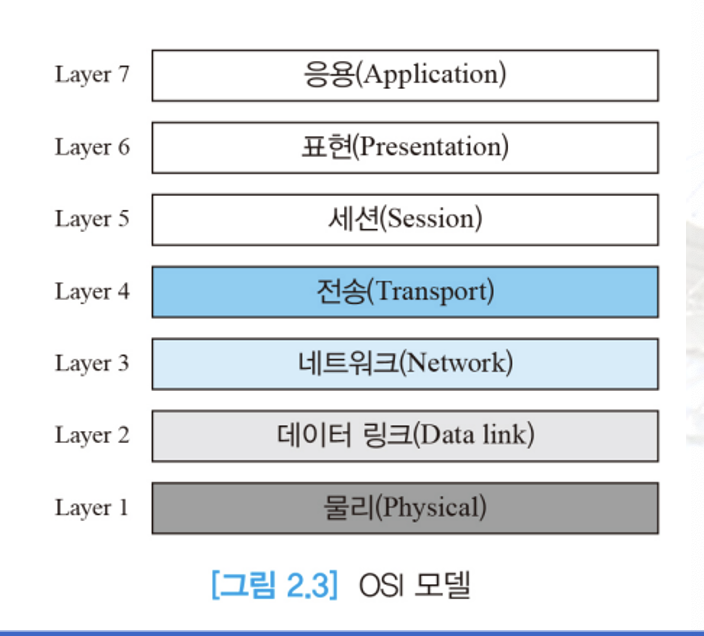 Layer 7 응용(Application)
Layer 6 표현(Presentation)
Layer 5 세션(Session)
Layer 4 전송(Transport)
Layer 3 네트워크(Network)
Layer 2 데이터 링크(Data link)
Layer 1 물리(Physical)
[그림 2.3] OSI 모델